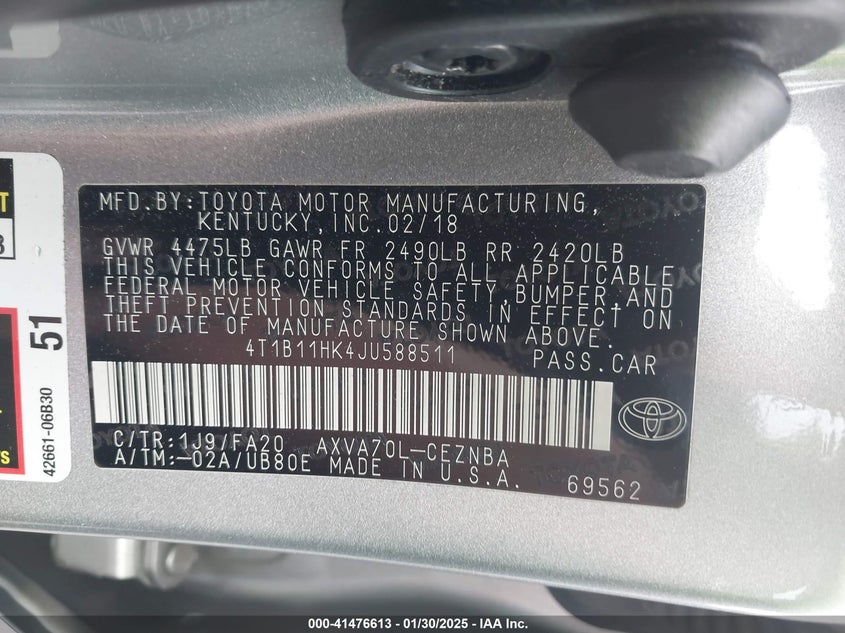 MFD.BY:TOYOTA MOTOR MANUFACTURING,
KENTUCKY,INC.02/18
GVWR 4475LB GAWR FR 2490LB RR 2420LB
THIS VEHICLE CONFORMS TO ALL APPLICABLE
FEDERAL MOTOR VEHICLE SAFETY,BUMPER,AND
THEFT PREVENTION STANDARDS IN EFFECT ON
THE DATE OF MANUFACTURE SHOWN ABOVE.
4T1B11HK4JU588511 PASS.CAR
C/TR:1J9/FA20 AXVA70L-CEZNBA
A/TM:-02A/UB80E MADE IN U.S.A. 69562
51
42661-06B30
000-41476613 - 01/30/2025 - IAA Inc.